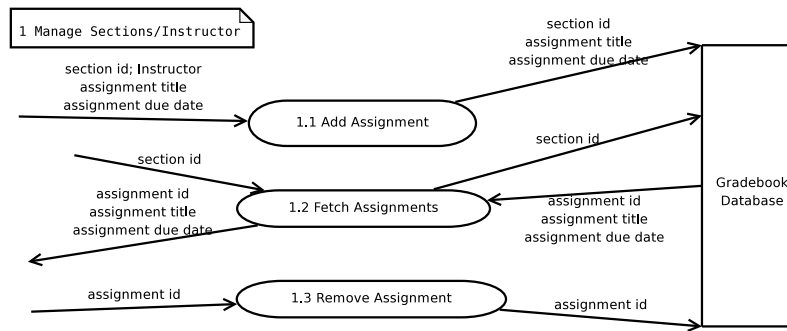 1 Manage Sections/Instructor
section id; Instructor
assignment title
assignment due date
section id
assignment title
assignment due date
1.1 Add Assignment
section id
section id
assignment id
assignment title
assignment due date
1.2 Fetch Assignments
assignment id
assignment title
assignment due date
Gradebook
Database
assignment id
1.3 Remove Assignment
assignment id